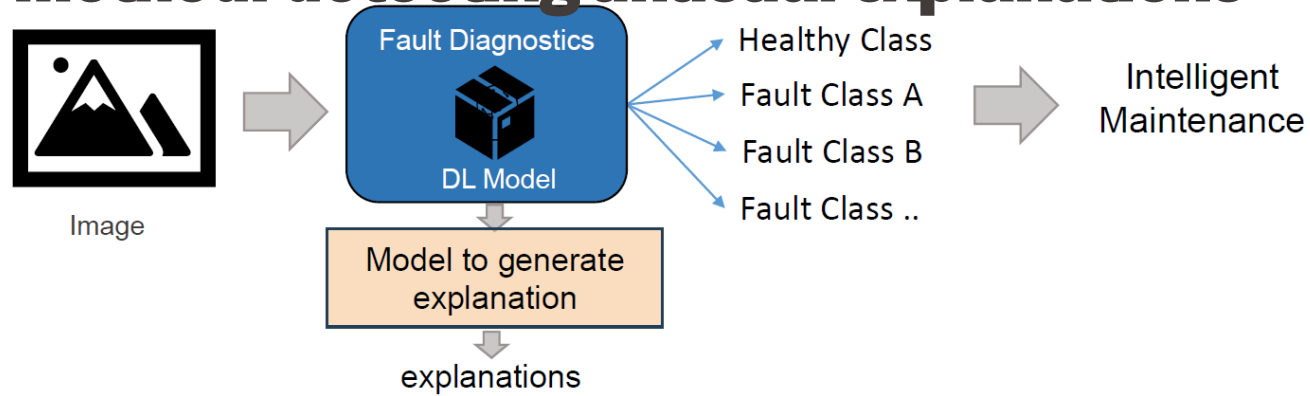 Fault Diagnostics
DL Model
Image
Healthy Class
Fault Class A
Fault Class B
Fault Class ..
Intelligent
Maintenance
Model to generate
explanation
explanations